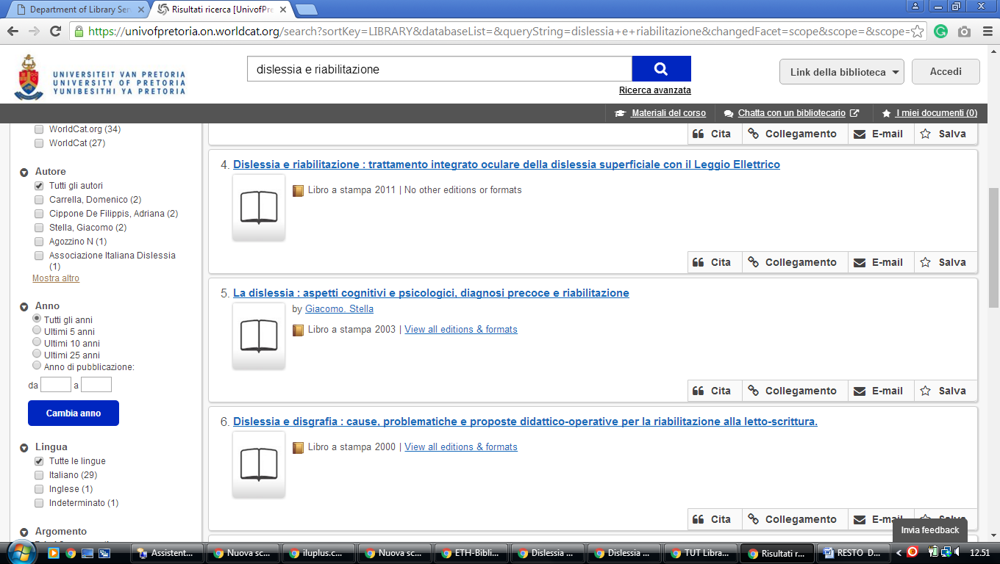 Department of Library Ser
Risultati ricerca [UnivofPre
https://univofpretoria.on.worldcat.org/search?sortKey=LIBRARY&databaseList=&queryString=dislessia+e+riabilitazione&changedFacet=scope&scope=&scope=
UNIVERSITEIT VAN PRETORIA
UNIVERSITY OF PRETORIA
YUNIBESITHI YA PRETORIA
dislessia e riabilitazione
Ricerca avanzata
Link della biblioteca
Accedi
Materiali del corso
Chatta con un bibliotecario
I miei documenti (0)
WorldCat.org (34)
WorldCat (27)
Autore
Tutti gli autori
Carrella, Domenico (2)
Cippone De Filippis, Adriana (2)
Stella, Giacomo (2)
Agozzino N (1)
Associazione Italiana Dislessia
(1)
Mostra altro
Anno
Tutti gli anni
Ultimi 5 anni
Ultimi 10 anni
Ultimi 25 anni
Anno di pubblicazione:
da a
Cambia anno
Lingua
Tutte le lingue
Italiano (29)
Inglese (1)
Indeterminato (1)
Argomento
Cita Collegamento E-mail Salva
4. Dislessia e riabilitazione : trattamento integrato oculare della dislessia superficiale con il Leggio Ellettrico
Libro a stampa 2011 | No other editions or formats
Cita Collegamento E-mail Salva
5. La dislessia : aspetti cognitivi e psicologici, diagnosi precoce e riabilitazione
by Giacomo. Stella
Libro a stampa 2003 | View all editions & formats
Cita Collegamento E-mail Salva
6. Dislessia e disgrafia : cause, problematiche e proposte didattico-operative per la riabilitazione alla letto-scrittura.
Libro a stampa 2000 | View all editions & formats
Cita Collegamento E-mail
Invia feedback
Assistent... Nuova sc... iluplus.c... Nuova sc... ETH-Bibli... Dislessia ... Dislessia ... TUT Libra... Risultati r... RESTO D... 12.51